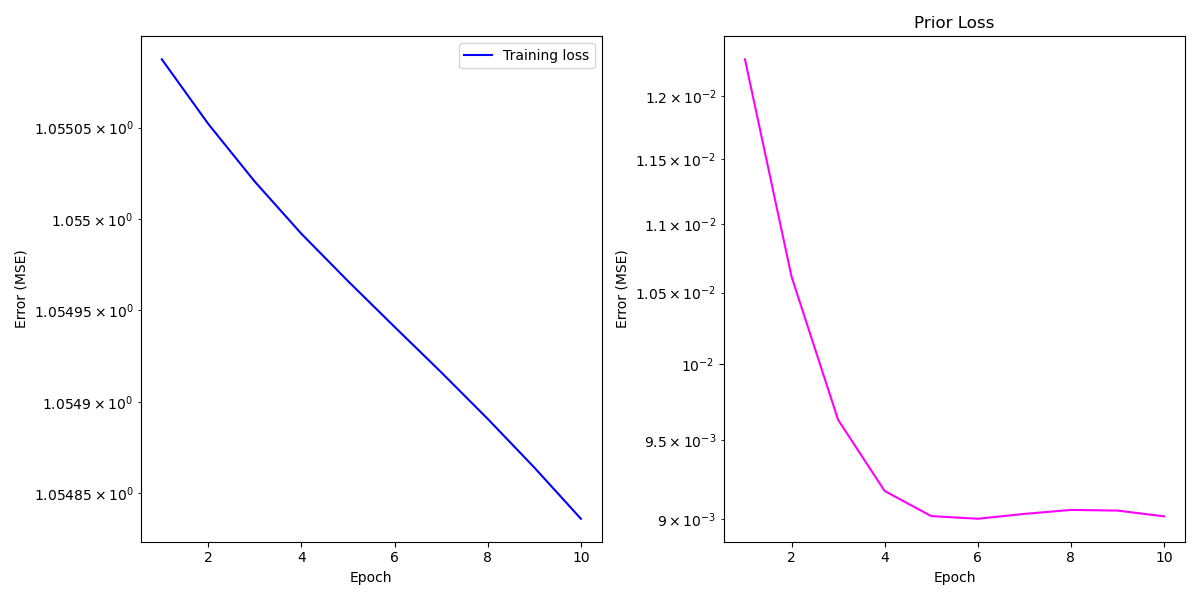 Training loss
1.05505 × 10⁰
1.055 × 10⁰
1.05495 × 10⁰
1.0549 × 10⁰
1.05485 × 10⁰
Error (MSE)
2 4 6 8 10
Epoch
Prior Loss
1.2 × 10⁻²
1.15 × 10⁻²
1.1 × 10⁻²
1.05 × 10⁻²
10⁻²
9.5 × 10⁻³
9 × 10⁻³
Error (MSE)
2 4 6 8 10
Epoch